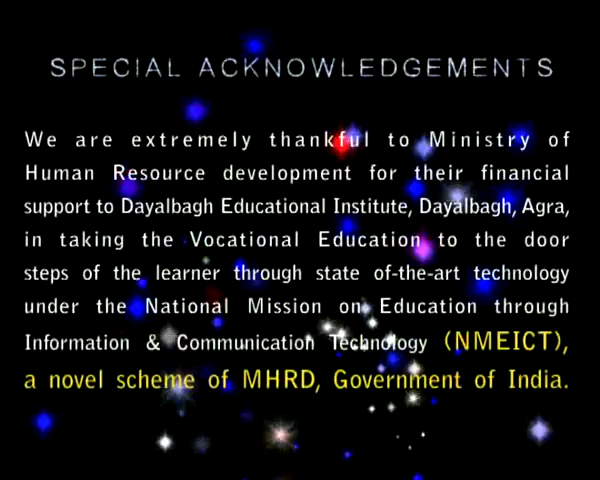 SPECIAL ACKNOWLEDGEMENTS
We are extremely thankful to Ministry of
Human Resource development for their financial
support to Dayalbagh Educational Institute, Dayalbagh, Agra,
in taking the Vocational Education to the door
steps of the learner through state of-the-art technology
under the National Mission on Education through
Information & Communication Technology (NMEICT),
a novel scheme of MHRD, Government of India.